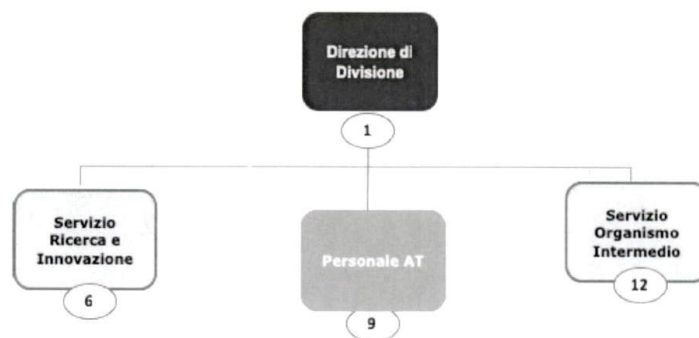 Direzione di
Divisione
1
Servizio
Ricerca e
Innovazione
6
Personale AT
9
Servizio
Organismo
Intermedio
12